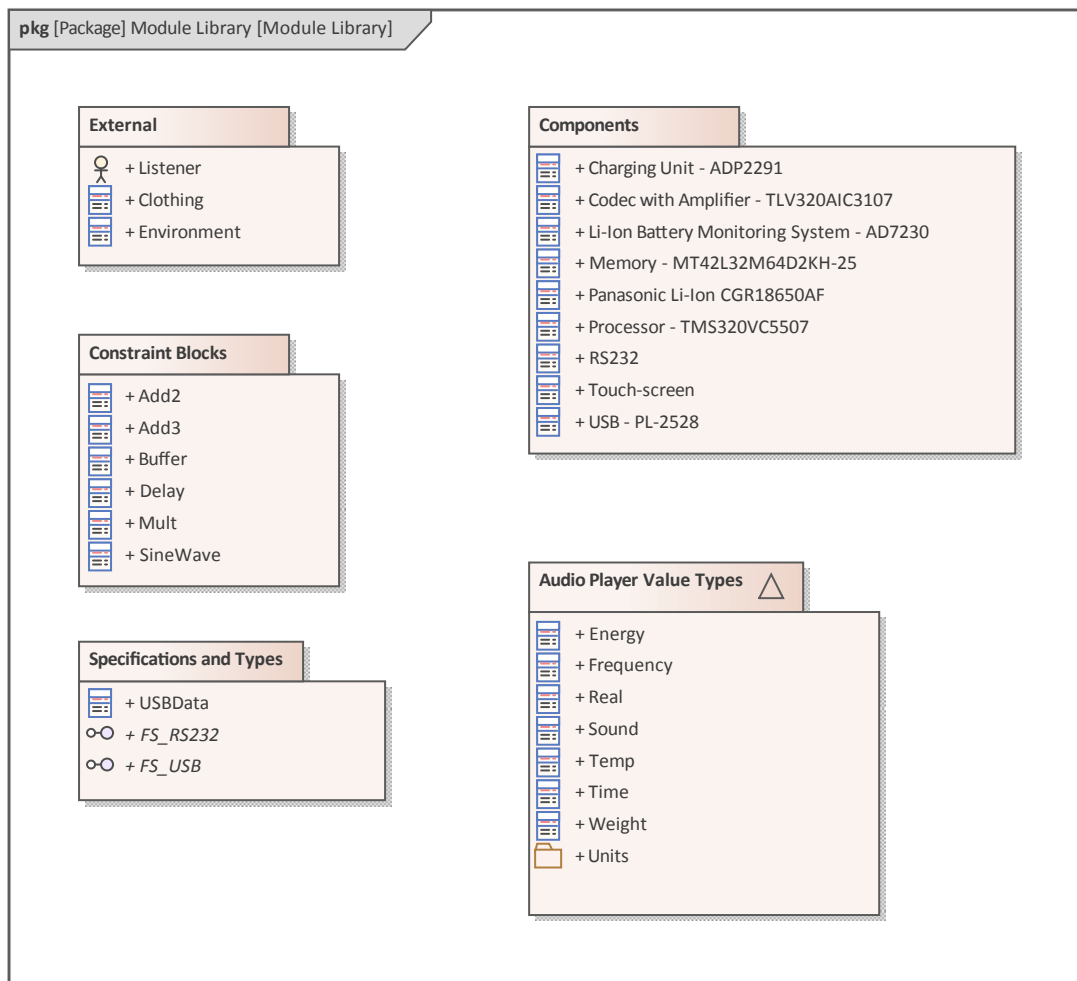 pkg [Package] Module Library [Module Library]
External
+ Listener
+ Clothing
+ Environment
Constraint Blocks
+ Add2
+ Add3
+ Buffer
+ Delay
+ Mult
+ SineWave
Specifications and Types
+ USBData
+ FS_RS232
+ FS_USB
Components
+ Charging Unit - ADP2291
+ Codec with Amplifier - TLV320AIC3107
+ Li-Ion Battery Monitoring System - AD7230
+ Memory - MT42L32M64D2KH-25
+ Panasonic Li-Ion CGR18650AF
+ Processor - TMS320VC5507
+ RS232
+ Touch-screen
+ USB - PL-2528
Audio Player Value Types
+ Energy
+ Frequency
+ Real
+ Sound
+ Temp
+ Time
+ Weight
+ Units